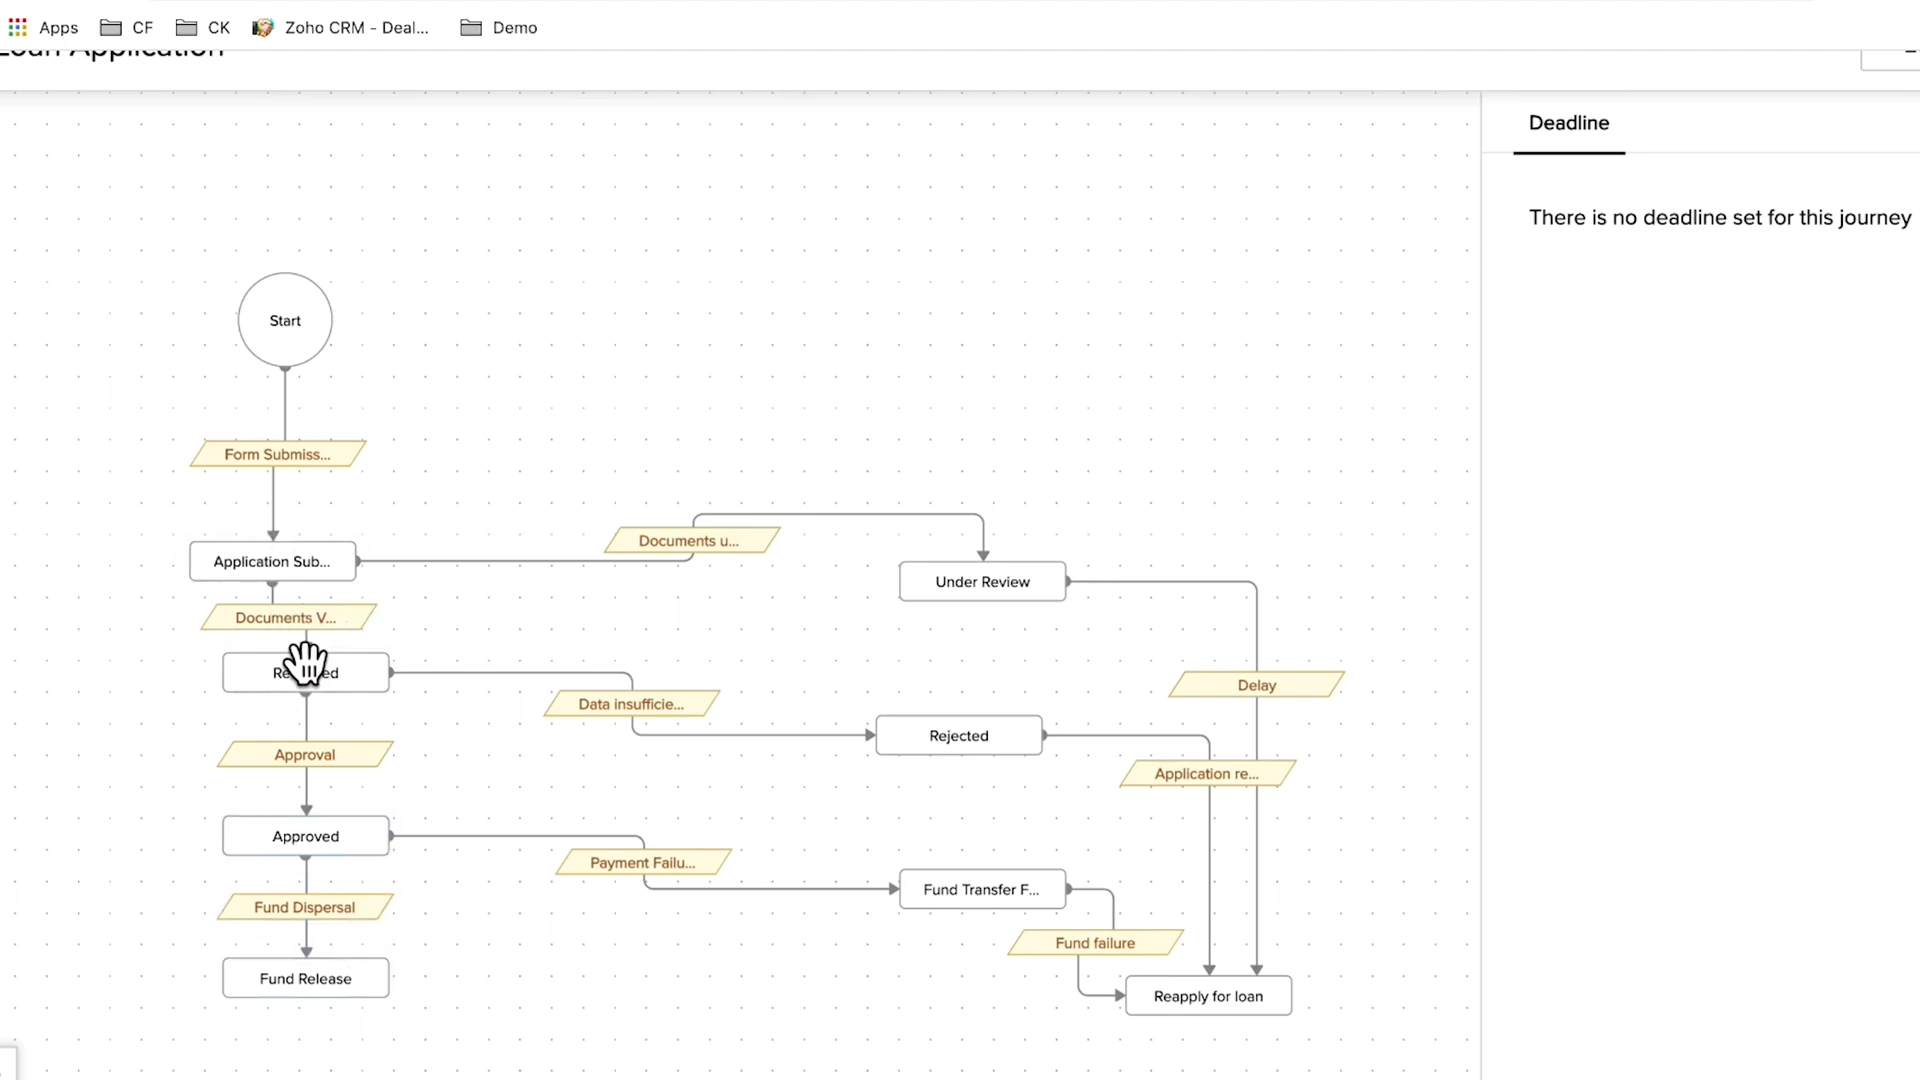 Apps CF CK Zoho CRM - Deal... Demo
Loan Application
Deadline
There is no deadline set for this journey
Start
Form Submiss...
Application Sub...
Documents u...
Under Review
Documents V...
Data insufficie...
Rejected
Delay
Application re...
Approval
Approved
Payment Failu...
Fund Transfer F...
Fund Dispersal
Fund failure
Fund Release
Reapply for loan